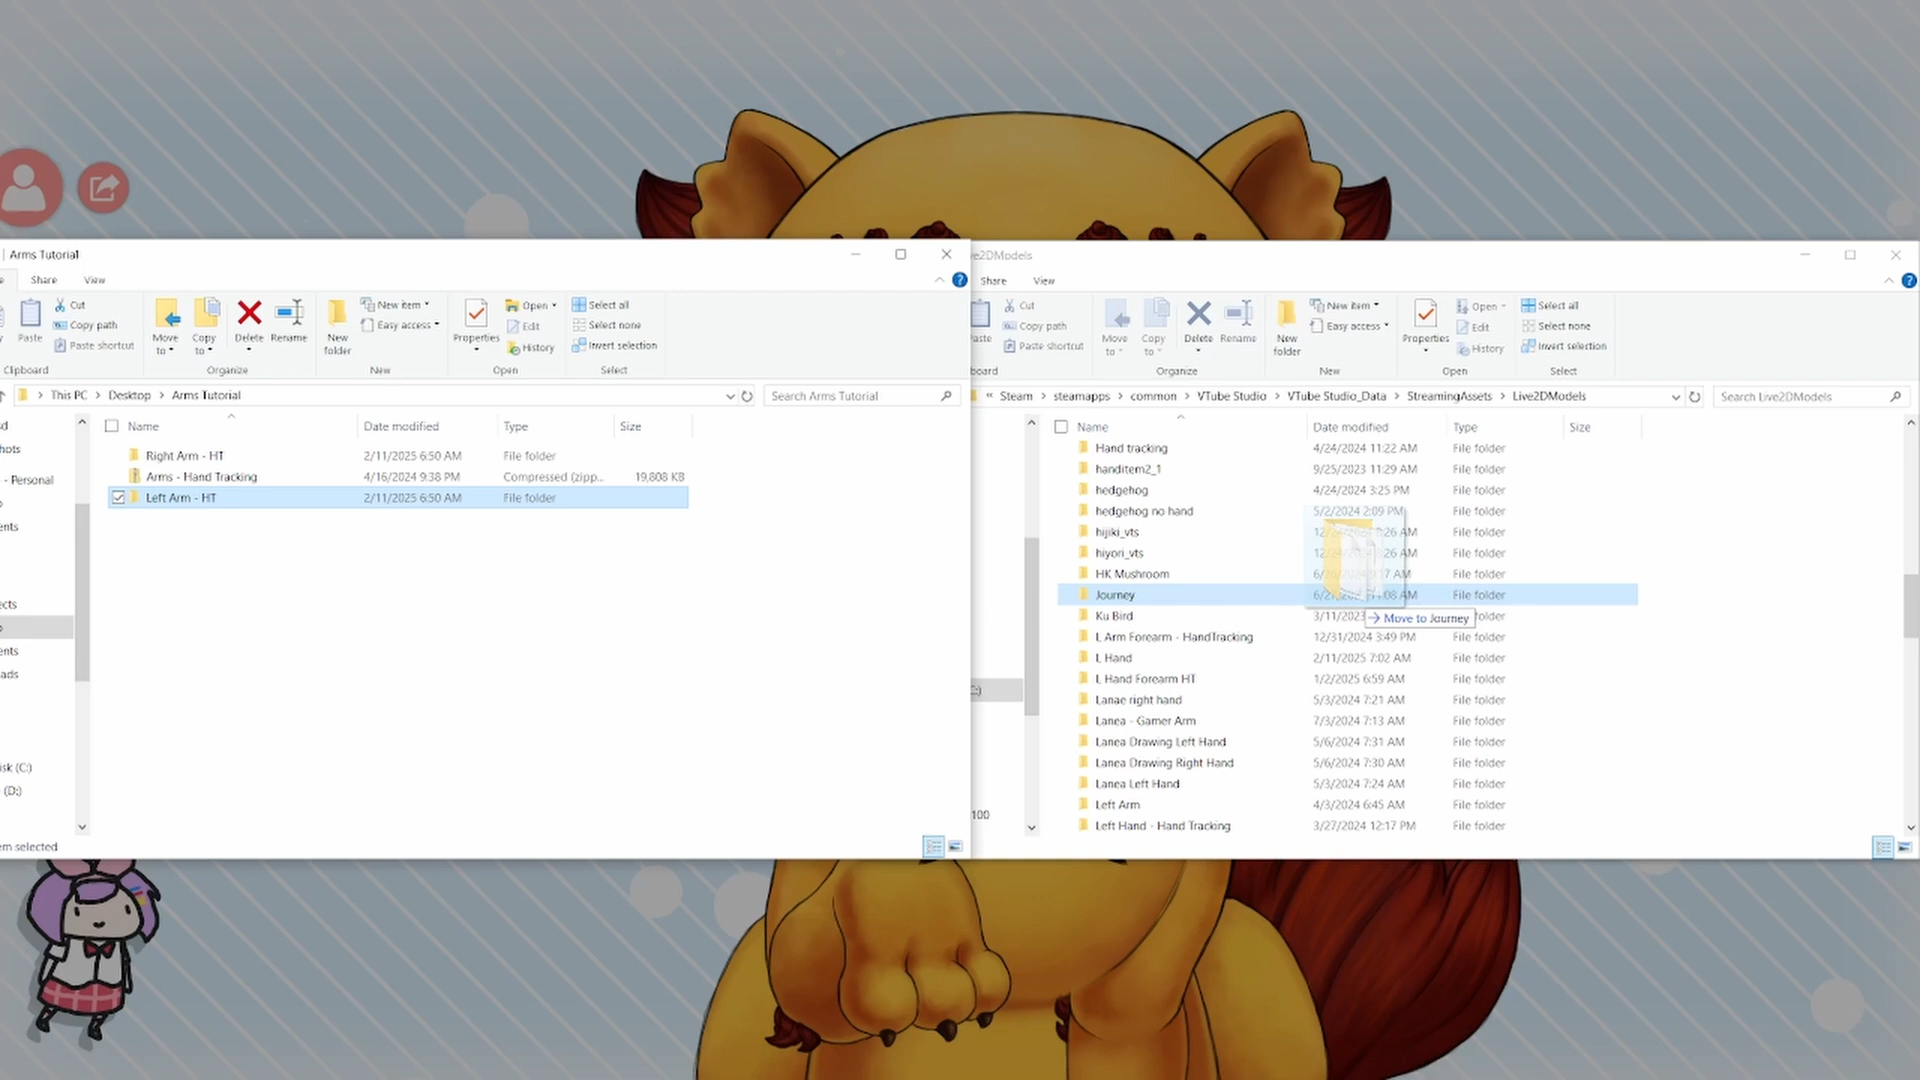 Arms Tutorial
Share View
Cut
Copy path
Paste shortcut
Paste
Clipboard
Move to
Copy to
Delete
Rename
Organize
New folder
New item
Easy access
New
Properties
Open
Edit
History
Open
Select all
Select none
Invert selection
Select
This PC > Desktop > Arms Tutorial
Search Arms Tutorial
Name Date modified Type Size
Right Arm - HT 2/11/2025 6:50 AM File folder
Arms - Hand Tracking 4/16/2024 9:38 PM Compressed (zipp... 19,808 KB
Left Arm - HT 2/11/2025 6:50 AM File folder
- Personal
(D:)
selected
Live2DModels
Share View
Cut
Copy path
Paste shortcut
Move to
Copy to
Delete
Rename
Organize
New folder
New item
Easy access
New
Properties
Open
Edit
History
Open
Select all
Select none
Invert selection
Select
« Steam > steamapps > common > VTube Studio > VTube Studio_Data > StreamingAssets > Live2DModels
Search Live2DModels
Name Date modified Type Size
Hand tracking 4/24/2024 11:22 AM File folder
handitem2_1 9/25/2023 11:29 AM File folder
hedgehog 4/24/2024 3:25 PM File folder
hedgehog no hand 5/2/2024 2:09 PM File folder
hijiki_vts File folder
hiyori_vts File folder
HK Mushroom File folder
Journey File folder
Ku Bird 3/11/2023 folder
Move to Journey
L Arm Forearm - HandTracking 12/31/2024 3:49 PM File folder
L Hand 2/11/2025 7:02 AM File folder
L Hand Forearm HT 1/2/2025 6:59 AM File folder
Lanae right hand 5/3/2024 7:21 AM File folder
Lanea - Gamer Arm 7/3/2024 7:13 AM File folder
Lanea Drawing Left Hand 5/6/2024 7:31 AM File folder
Lanea Drawing Right Hand 5/6/2024 7:30 AM File folder
Lanea Left Hand 5/3/2024 7:24 AM File folder
Left Arm 4/3/2024 6:45 AM File folder
Left Hand - Hand Tracking 3/27/2024 12:17 PM File folder
100